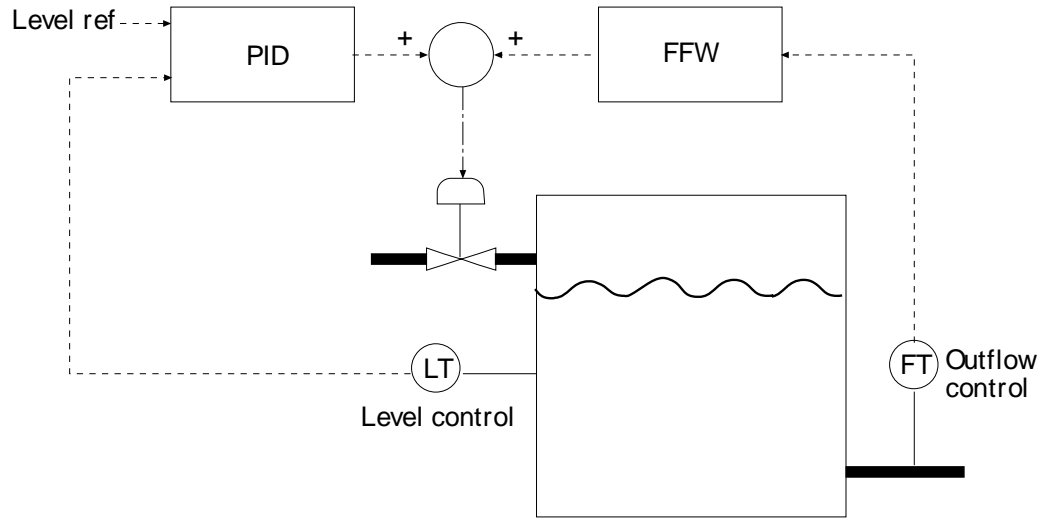 Level ref
PID
+
+
FFW
LT
Level control
FT
Outflow
control